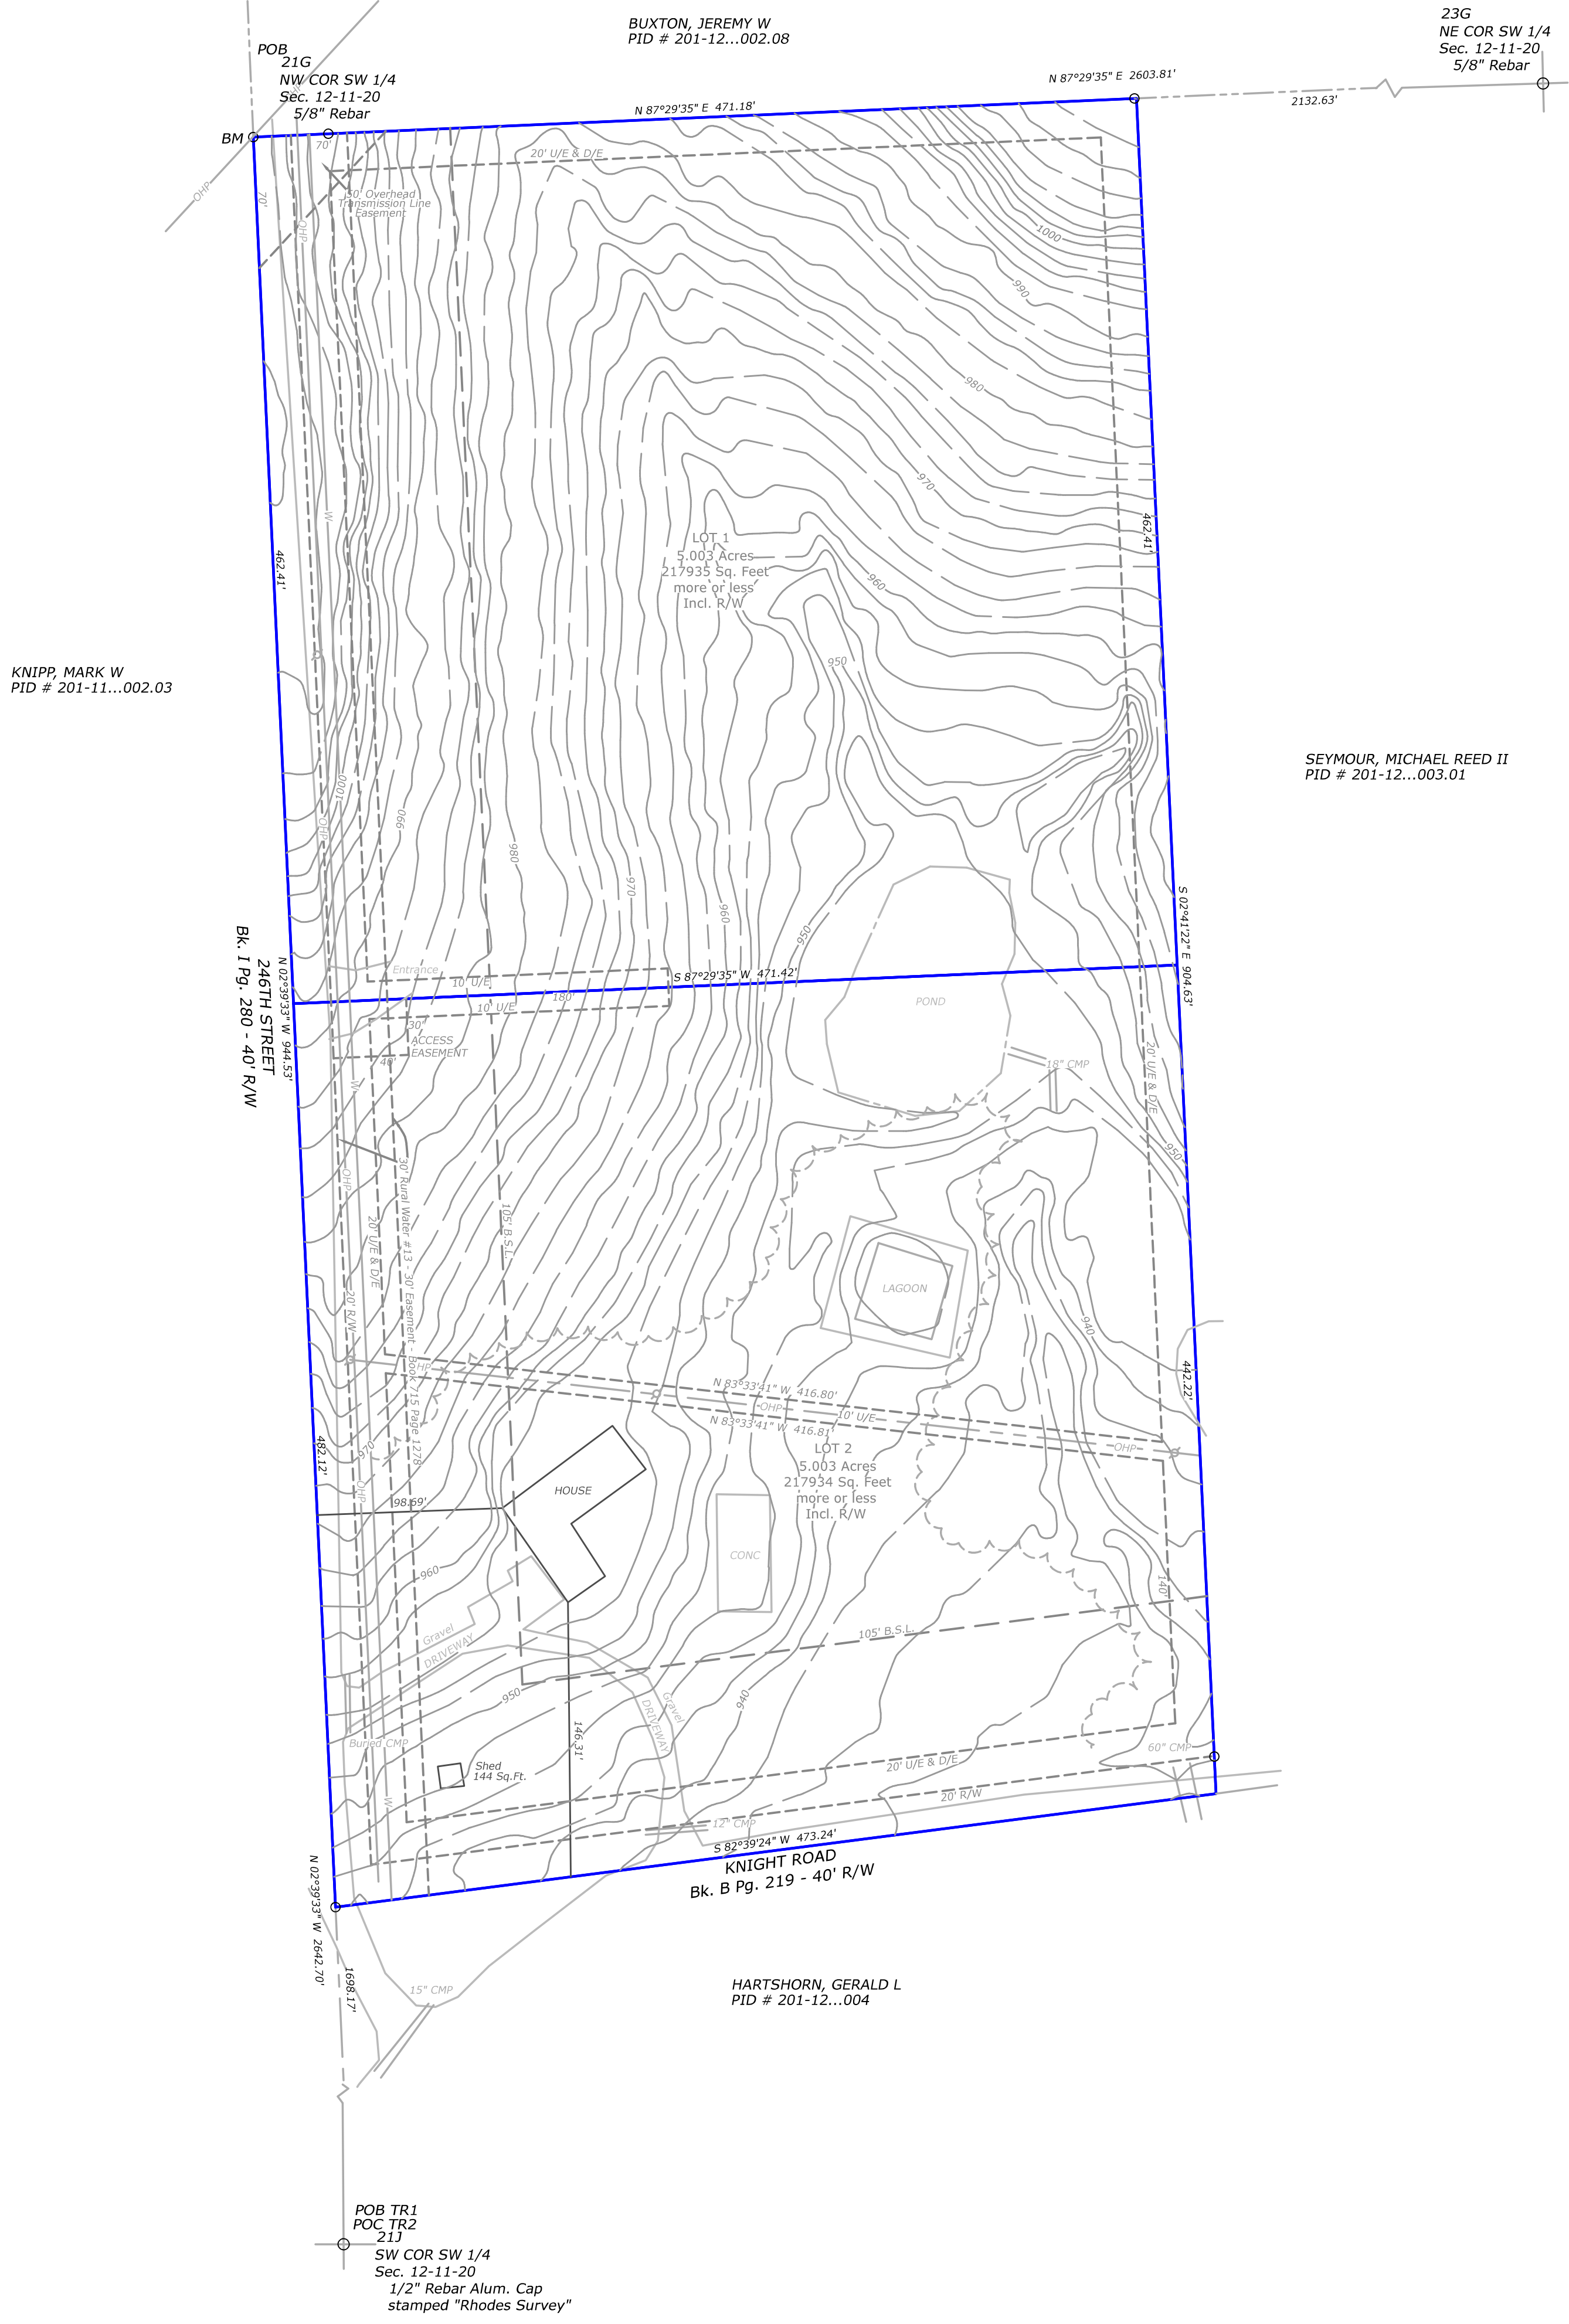 BUXTON, JEREMY W
PID # 201-12...002.08
23G
NE COR SW 1/4
Sec. 12-11-20
5/8" Rebar
POB
21G
NW COR SW 1/4
Sec. 12-11-20
5/8" Rebar
BM
OHP
N 87°29'35" E 471.18'
N 87°29'35" E 2603.81'
2132.63'
70'
70'
20' U/E & D/E
50' Overhead
Transmission Line
Easement
OHP
1000
990
980
970
960
950
W
462.41'
462.41'
LOT 1
5.003 Acres
217935 Sq. Feet
more or less
Incl. R/W
KNIPP, MARK W
PID # 201-11...002.03
SEYMOUR, MICHAEL REED II
PID # 201-12...003.01
1000
990
980
970
960
950
OHP
S 02°41'22" E 904.63'
246TH STREET
Bk. I Pg. 280 - 40' R/W
N 02°39'33" W 944.53'
Entrance
10' U/E
S 87°29'35" W 471.42'
10' U/E
180'
POND
30'
ACCESS
EASEMENT
40'
W
18" CMP
20' U/E & D/E
950
OHP
30' Rural Water #13 - 30' Easement - Book 715 Page 1278
20' U/E & D/E
105' B.S.L.
20' R/W
LAGOON
940
OHP
N 83°33'41" W 416.80'
OHP
10' U/E
N 83°33'41" W 416.81'
OHP
442.22'
482.12'
970
LOT 2
5.003 Acres
217934 Sq. Feet
more or less
Incl. R/W
HOUSE
OHP
98.69'
CONC
960
140'
Gravel
DRIVEWAY
105' B.S.L.
950
940
Gravel
DRIVEWAY
146.31'
Buried CMP
60" CMP
Shed
144 Sq.Ft.
20' U/E & D/E
20' R/W
W
12" CMP
S 82°39'24" W 473.24'
KNIGHT ROAD
Bk. B Pg. 219 - 40' R/W
N 02°39'33" W 2642.70'
1698.17'
15" CMP
HARTSHORN, GERALD L
PID # 201-12...004
POB TR1
POC TR2
21J
SW COR SW 1/4
Sec. 12-11-20
1/2" Rebar Alum. Cap
stamped "Rhodes Survey"